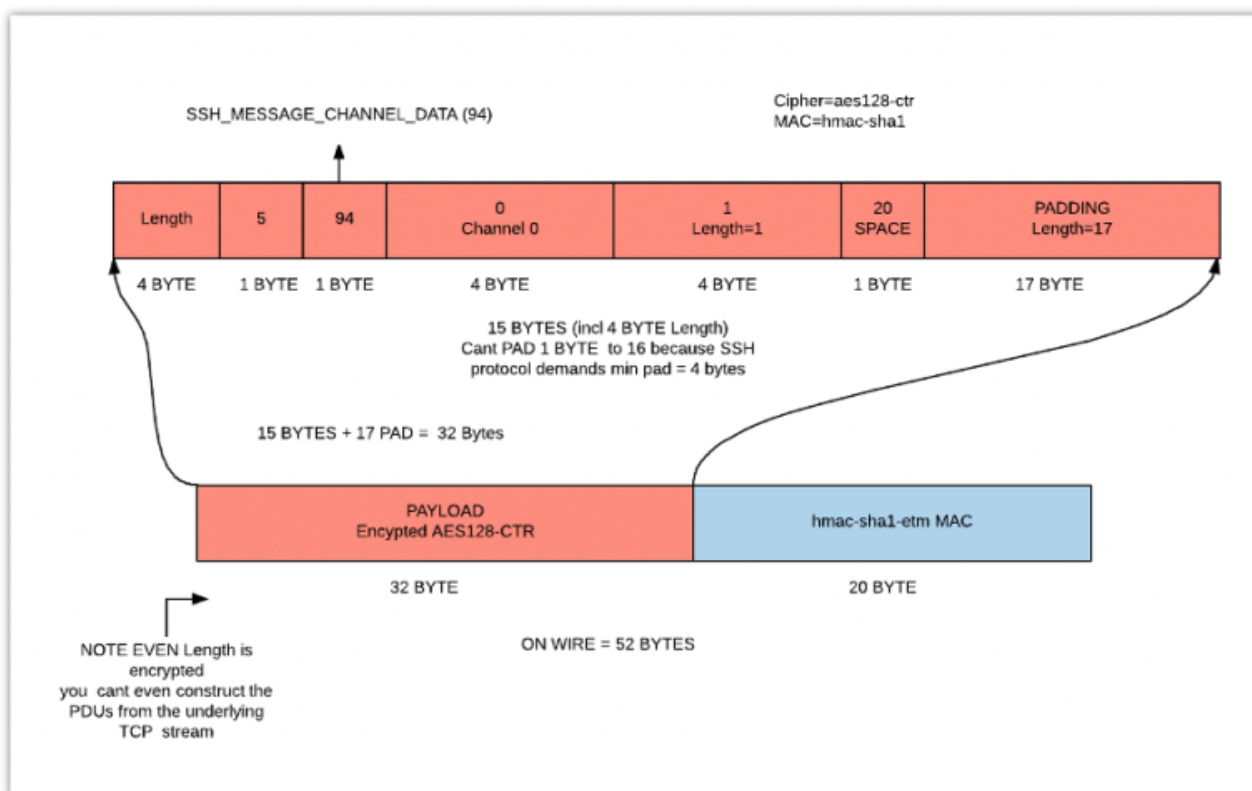 SSH_MESSAGE_CHANNEL_DATA (94)
Cipher=aes128-ctr
MAC=hmac-sha1
Length
5
94
0
Channel 0
1
Length=1
20
SPACE
PADDING
Length=17
4 BYTE
1 BYTE
1 BYTE
4 BYTE
4 BYTE
1 BYTE
17 BYTE
15 BYTES (incl 4 BYTE Length)
Cant PAD 1 BYTE to 16 because SSH
protocol demands min pad = 4 bytes
15 BYTES + 17 PAD = 32 Bytes
PAYLOAD
Encypted AES128-CTR
hmac-sha1-etm MAC
32 BYTE
20 BYTE
ON WIRE = 52 BYTES
NOTE EVEN Length is
encrypted
you cant even construct the
PDUs from the underlying
TCP stream